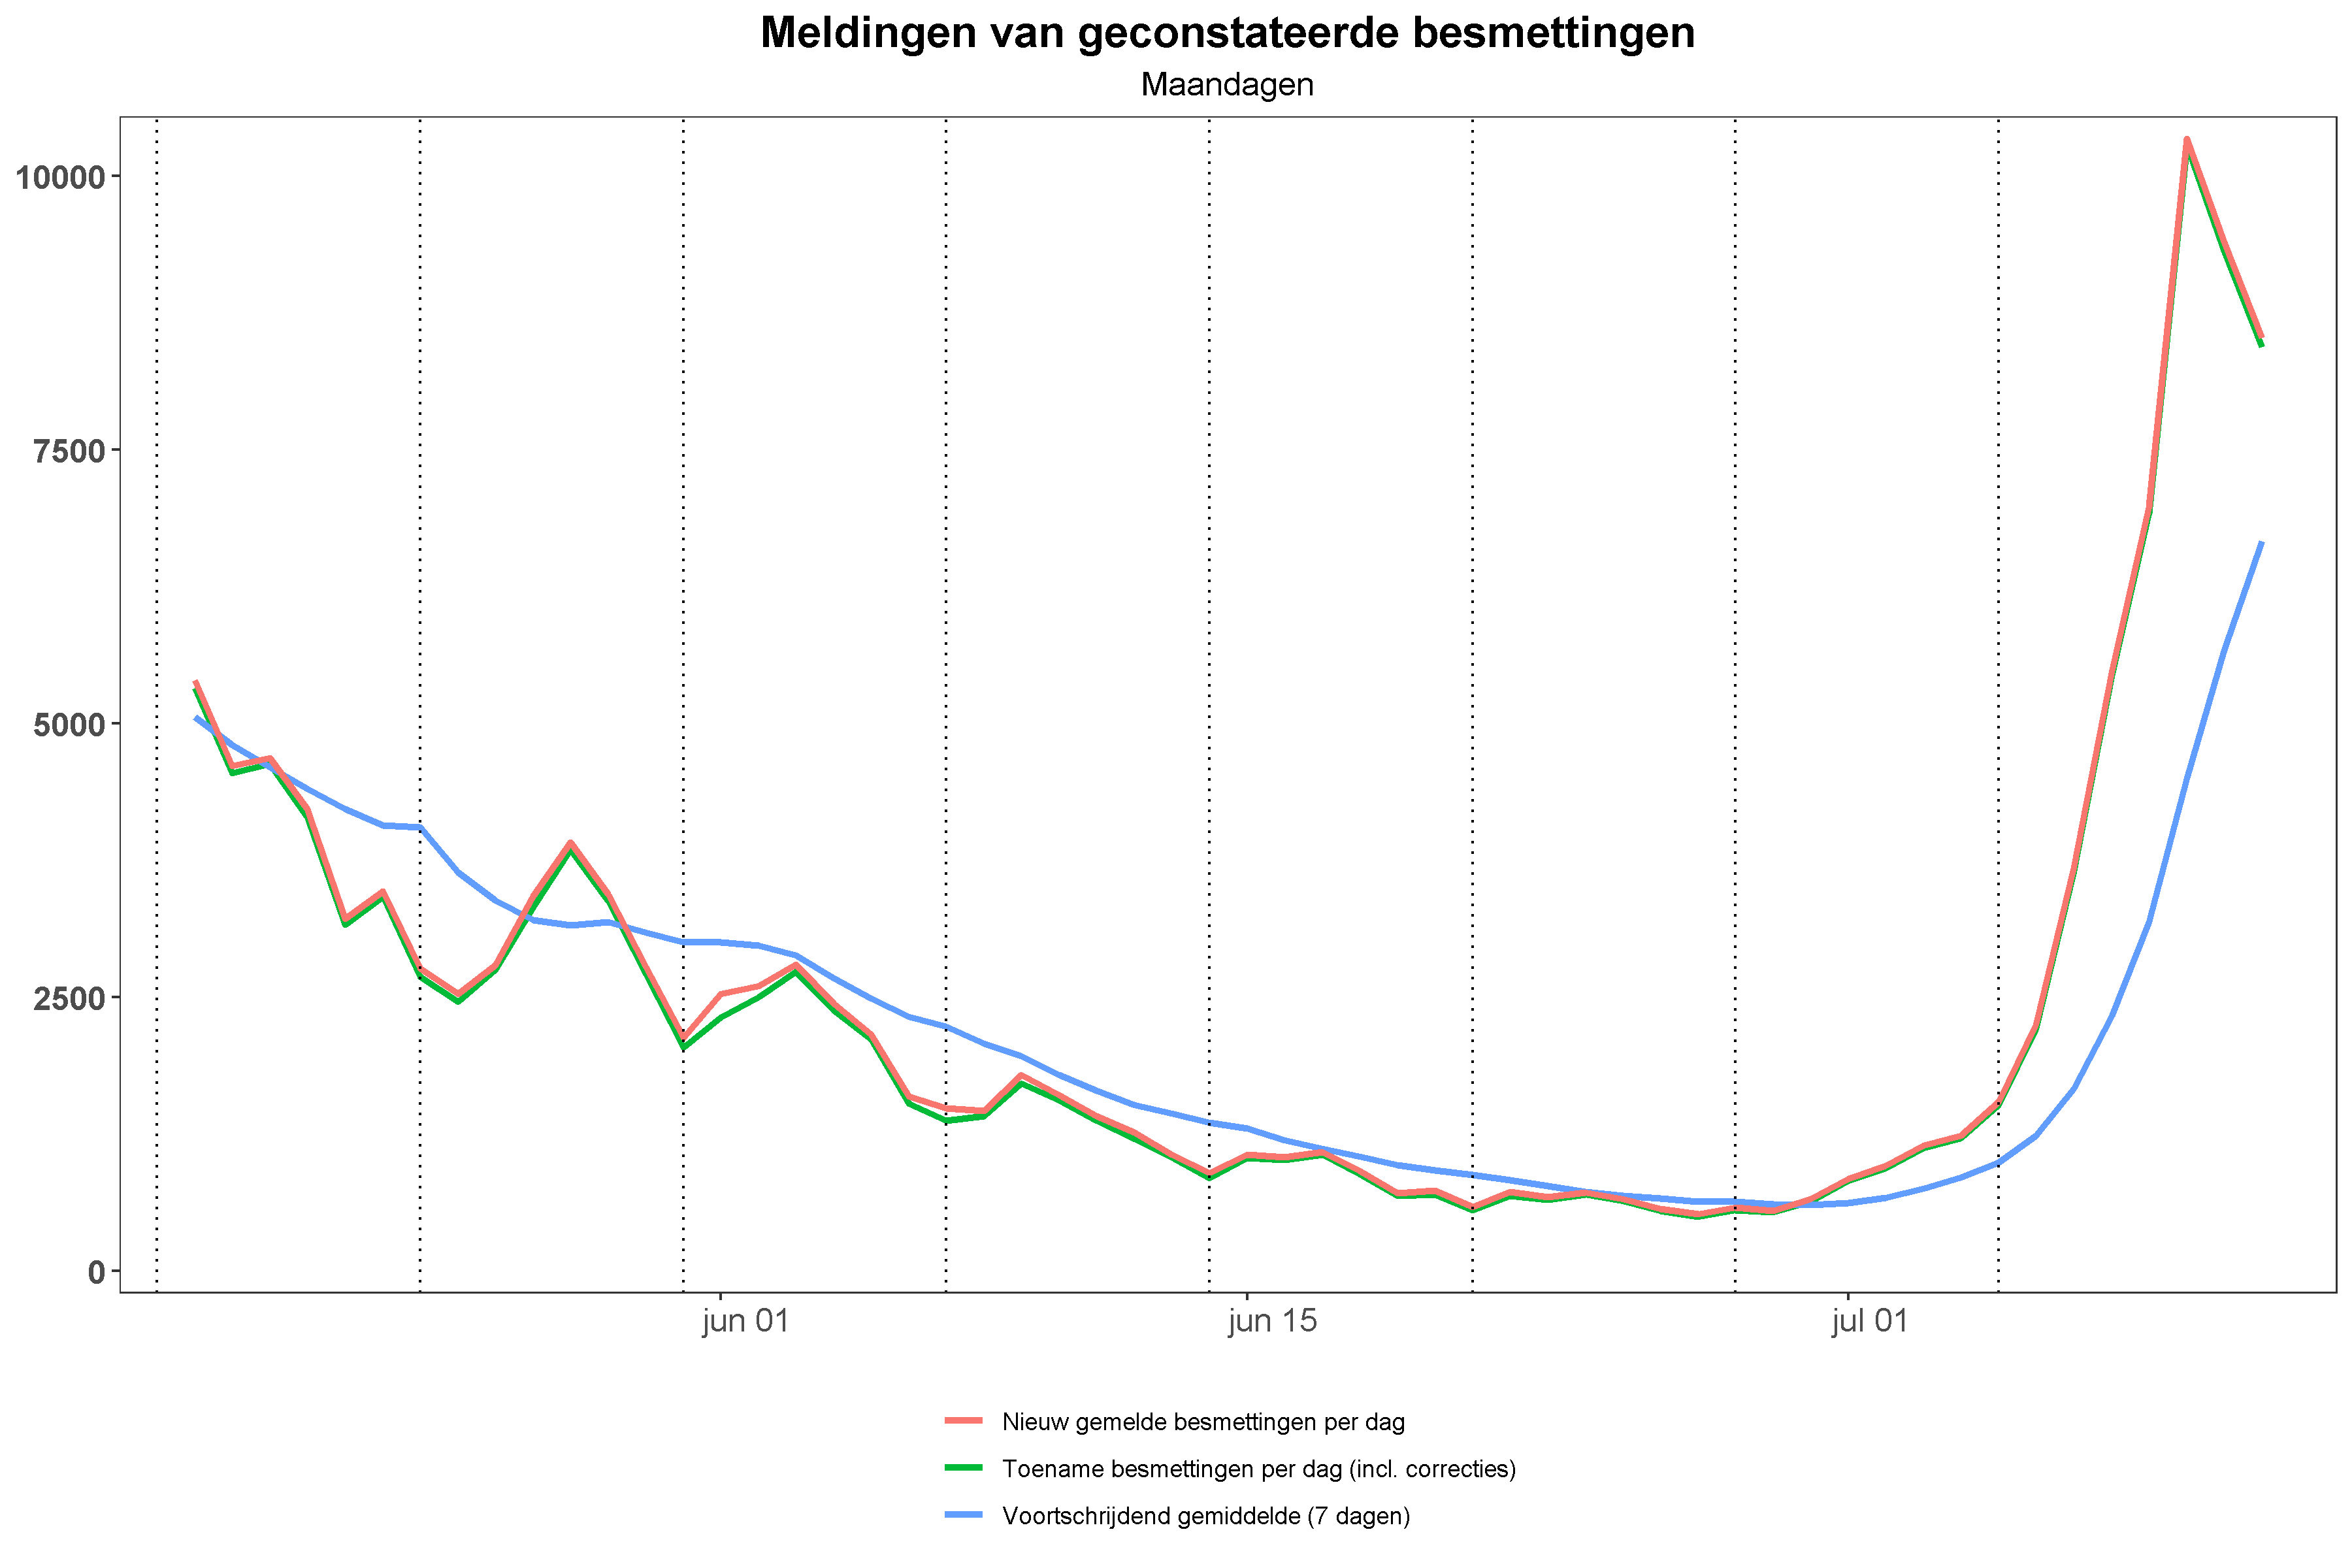 Meldingen van geconstateerde besmettingen
Maandagen
10000
7500
5000
2500
0
jun 01
jun 15
jul 01
Nieuw gemelde besmettingen per dag
Toename besmettingen per dag (incl. correcties)
Voortschrijdend gemiddelde (7 dagen)